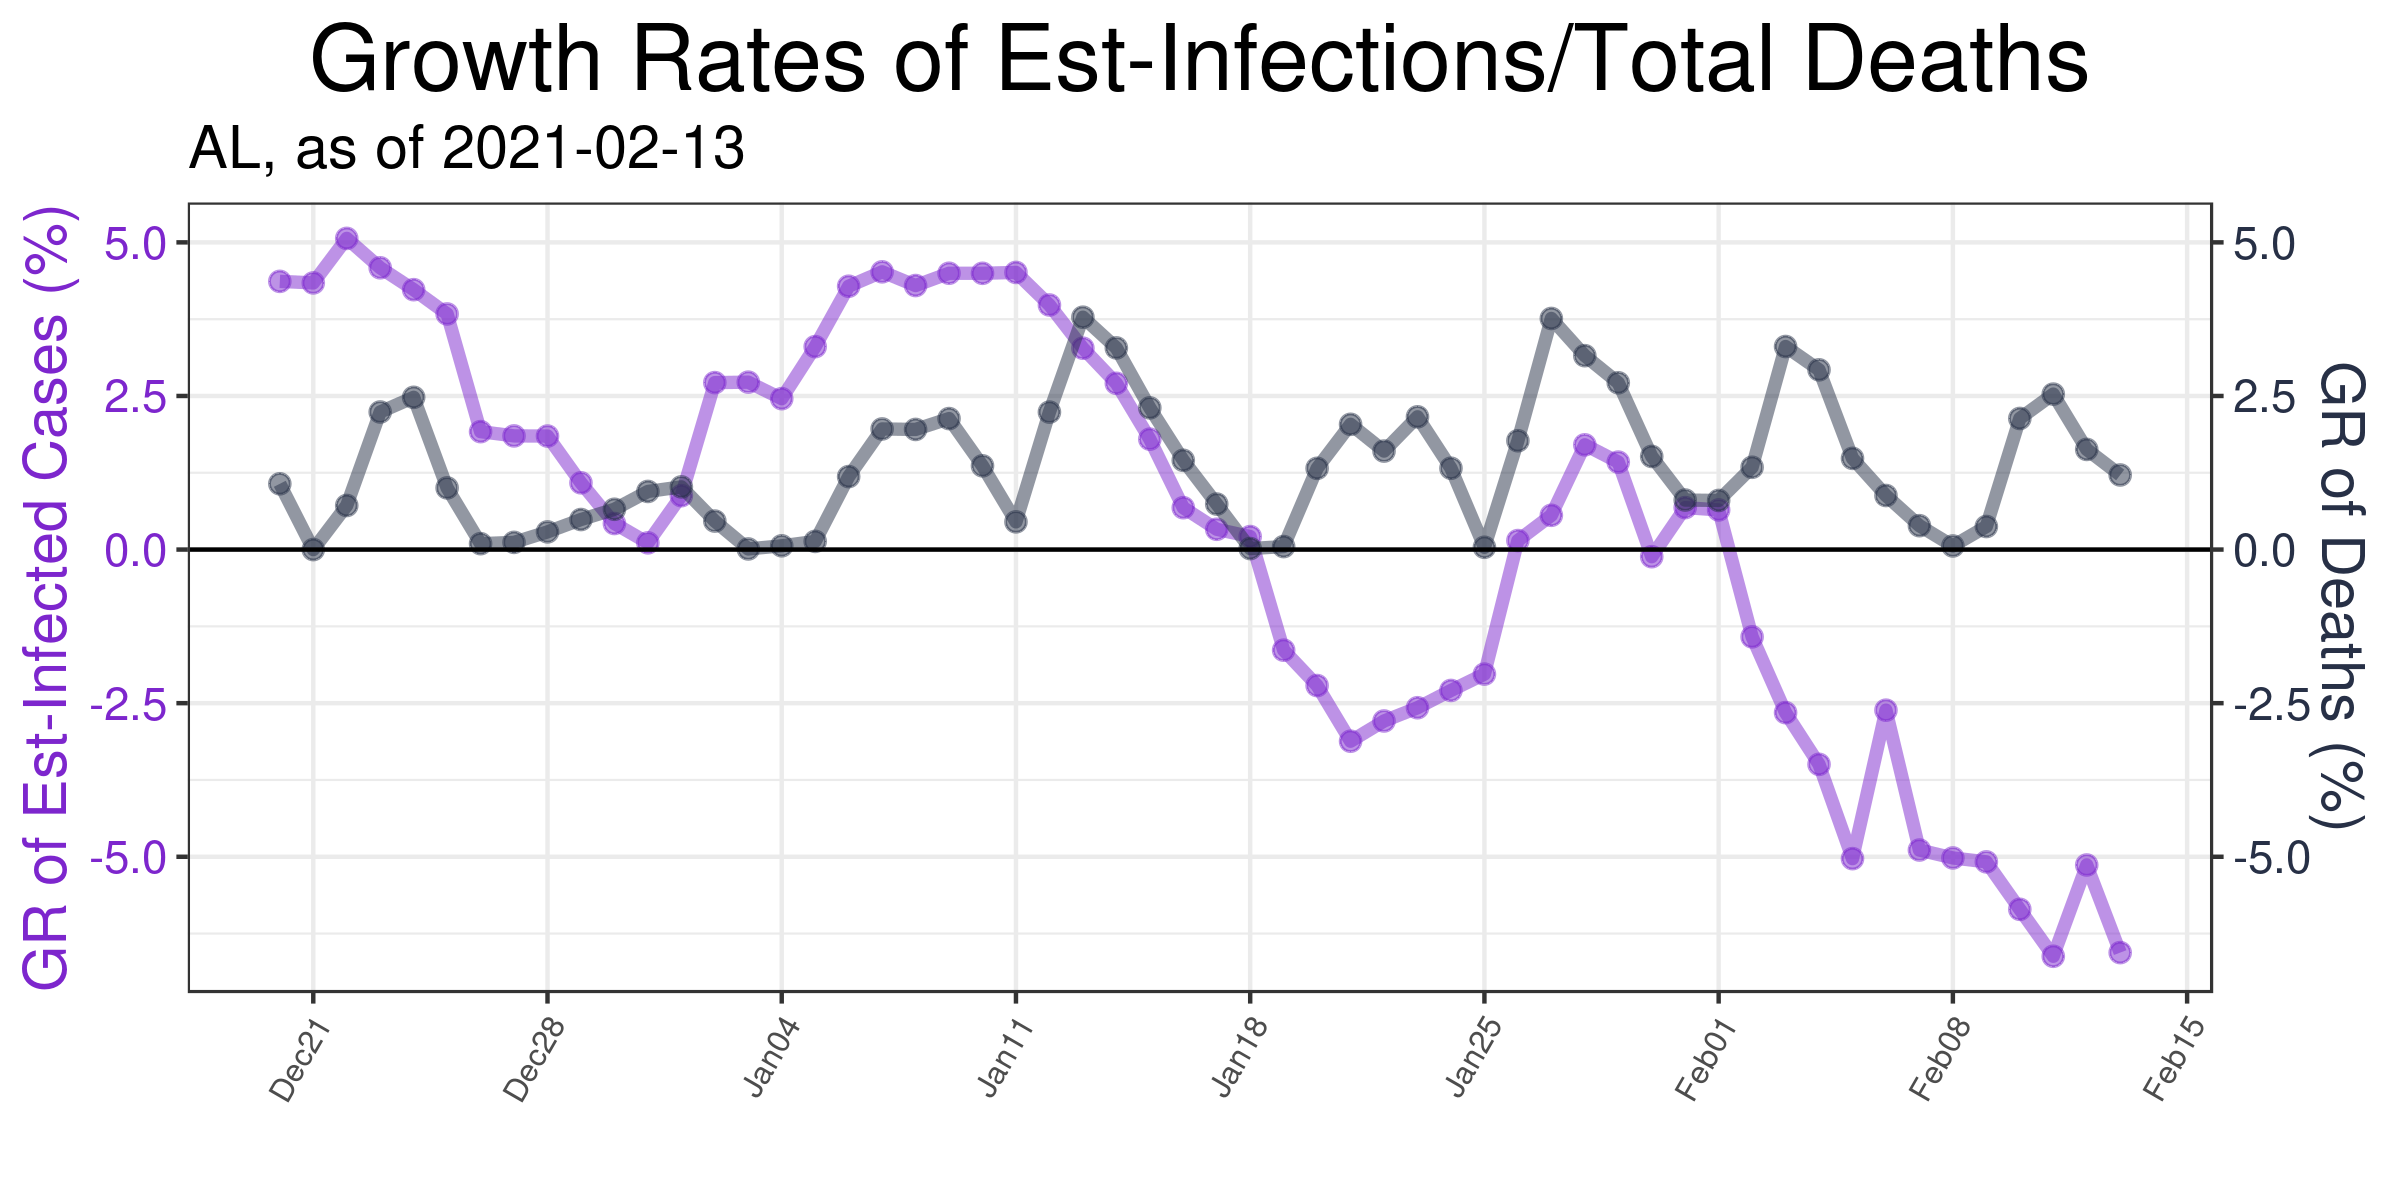 Growth Rates of Est-Infections/Total Deaths
AL, as of 2021-02-13
GR of Est-Infected Cases (%)
5.0
2.5
0.0
-2.5
-5.0
5.0
2.5
0.0
-2.5
-5.0
GR of Deaths (%)
Dec21
Dec28
Jan04
Jan11
Jan18
Jan25
Feb01
Feb08
Feb15